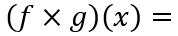 (f × g)(x) =